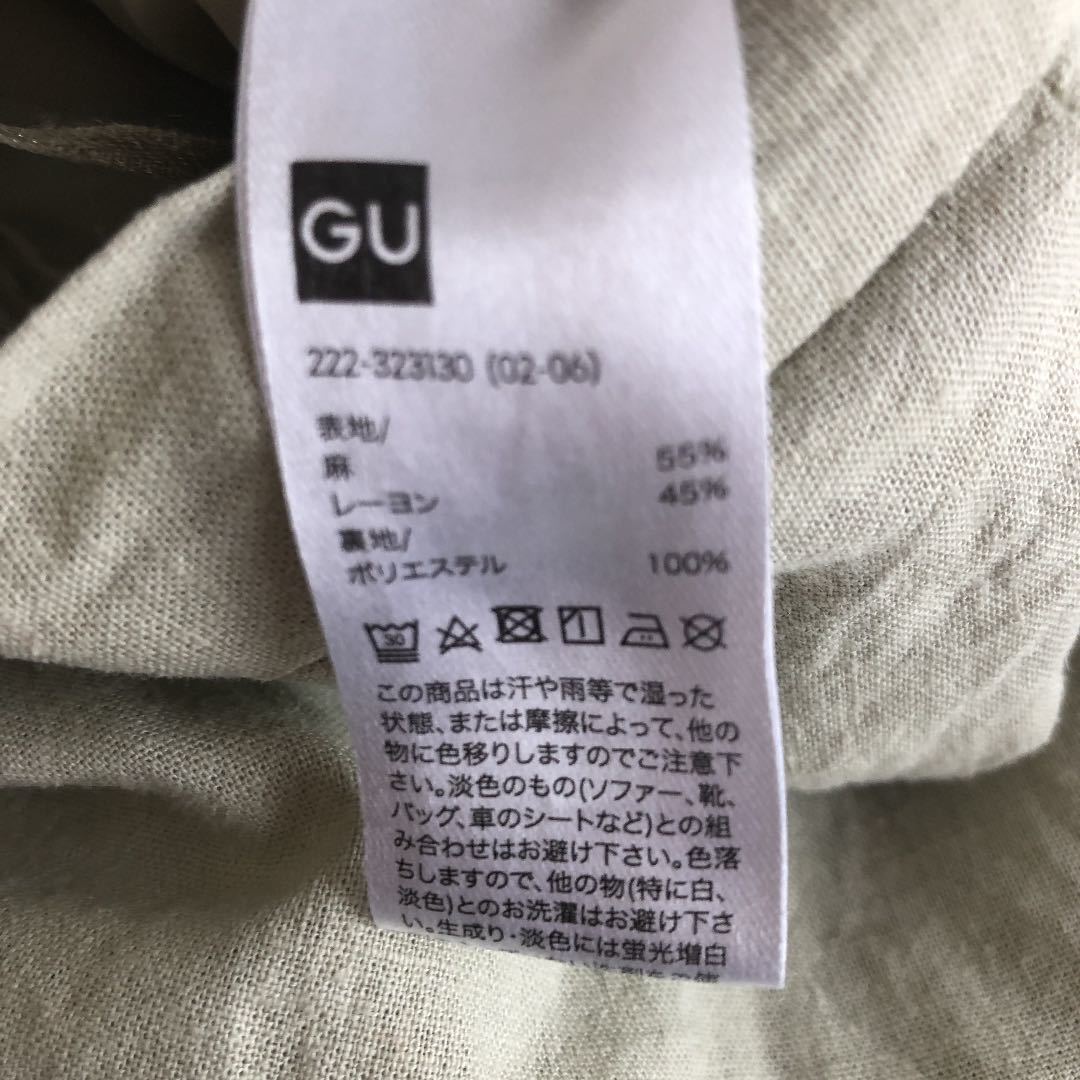 GU
222-323130 (02-06)
表地/
麻 55%
レーヨン 45%
裏地/
ポリエステル 100%
30
この商品は汗や雨等で湿った
状態、または摩擦によって、他の
物に色移りしますのでご注意下
さい。淡色のもの(ソファー、靴、
バッグ、車のシートなど)との組
み合わせはお避け下さい。色落
ちしますので、他の物(特に白、
淡色)とのお洗濯はお避け下さ
い。生成り・淡色には蛍光増白